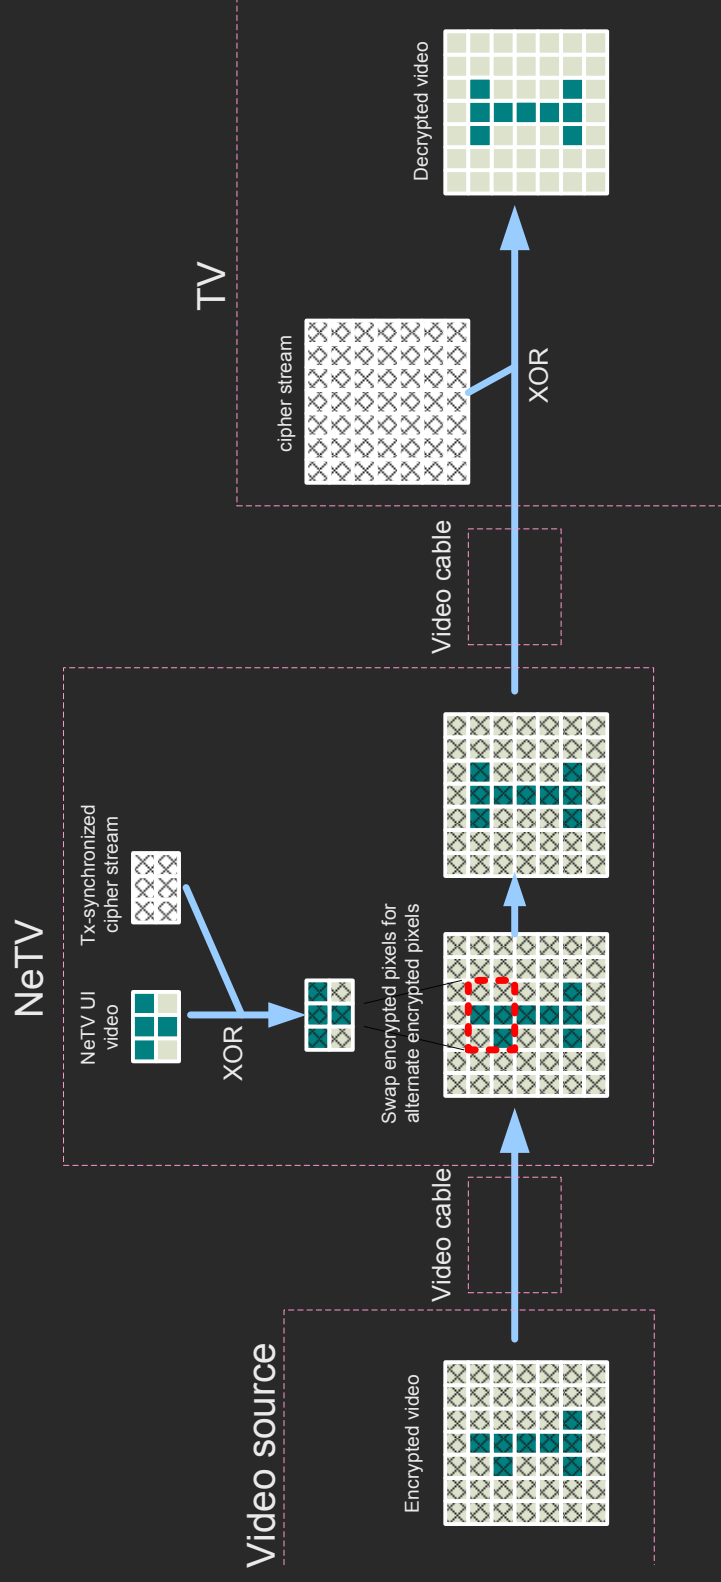 Video source
Encrypted video
Video cable
NeTV
NeTV UI
video
Tx-synchronized
cipher stream
XOR
Swap encrypted pixels for
alternate encrypted pixels
Video cable
TV
cipher stream
XOR
Decrypted video